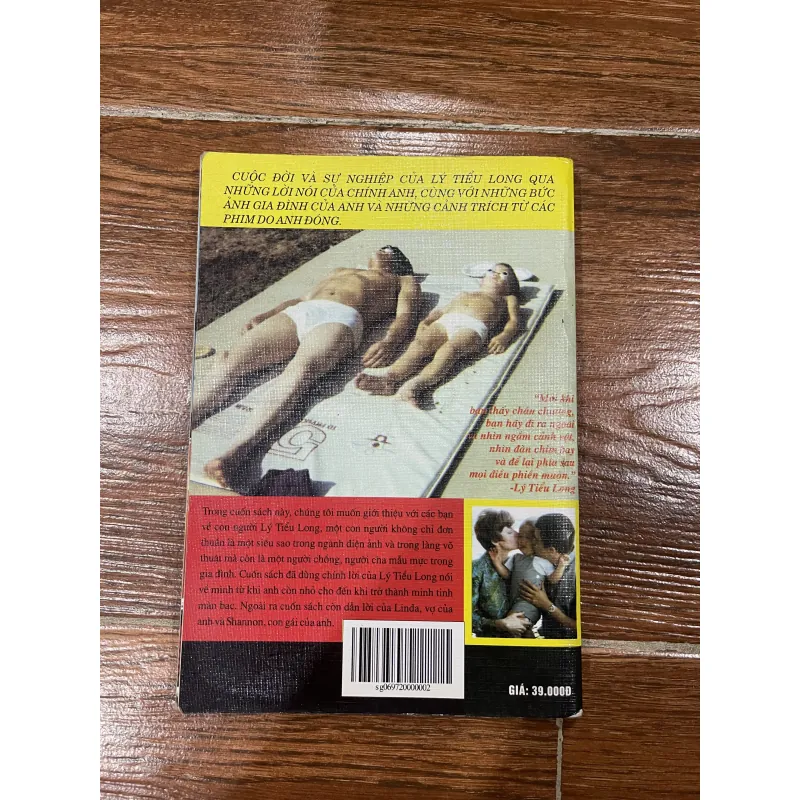 CUỘC ĐỜI VÀ SỰ NGHIỆP CỦA LÝ TIỂU LONG QUA
NHỮNG LỜI NÓI CỦA CHÍNH ANH, CÙNG VỚI NHỮNG BỨC
ẢNH GIA ĐÌNH CỦA ANH VÀ NHỮNG CẢNH TRÍCH TỪ CÁC
PHIM DO ANH ĐÓNG.
"Mỗi khi
bạn thấy chán chường,
bạn hãy đi ra ngoài
và nhìn ngắm cảnh vật,
nhìn đàn chim bay
và để lại phía sau
mọi điều phiền muộn."
-Lý Tiểu Long
Trong cuốn sách này, chúng tôi muốn giới thiệu với các bạn
về con người Lý Tiểu Long, một con người không chỉ đơn
thuần là một siêu sao trong ngành điện ảnh và trong làng võ
thuật mà còn là một người chồng, người cha mẫu mực trong
gia đình. Cuốn sách đã dùng chính lời của Lý Tiểu Long nói
về mình từ khi anh còn nhỏ cho đến khi trở thành minh tinh
màn bạc. Ngoài ra cuốn sách còn dẫn lời của Linda, vợ của
anh và Shannon, con gái của anh.
sg069720000002
GIÁ: 39.000Đ